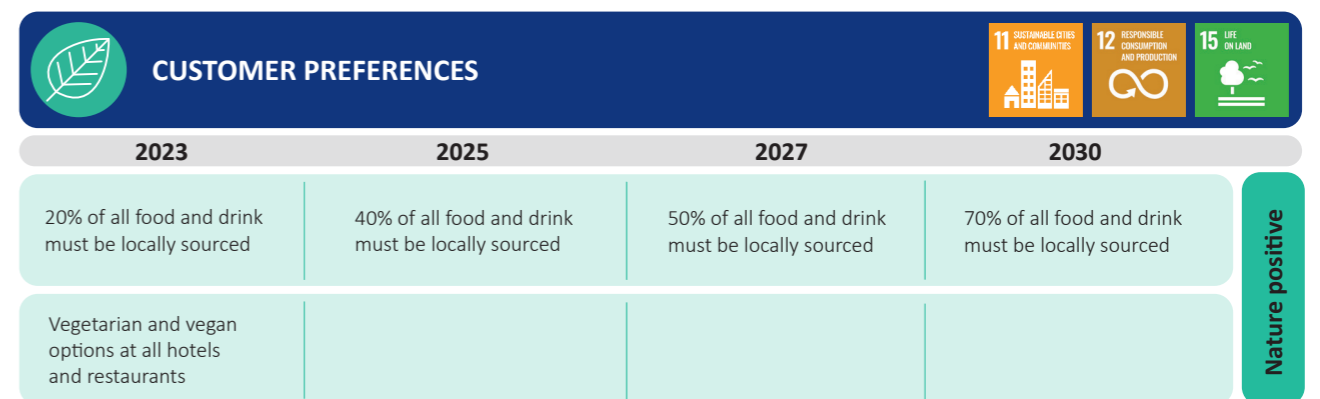 CUSTOMER PREFERENCES
11 SUSTAINABLE CITIES
AND COMMUNITIES
12 RESPONSIBLE
CONSUMPTION
AND PRODUCTION
15 LIFE
ON LAND
2023
2025
2027
2030
20% of all food and drink
must be locally sourced
40% of all food and drink
must be locally sourced
50% of all food and drink
must be locally sourced
70% of all food and drink
must be locally sourced
Vegetarian and vegan
options at all hotels
and restaurants
Nature positive